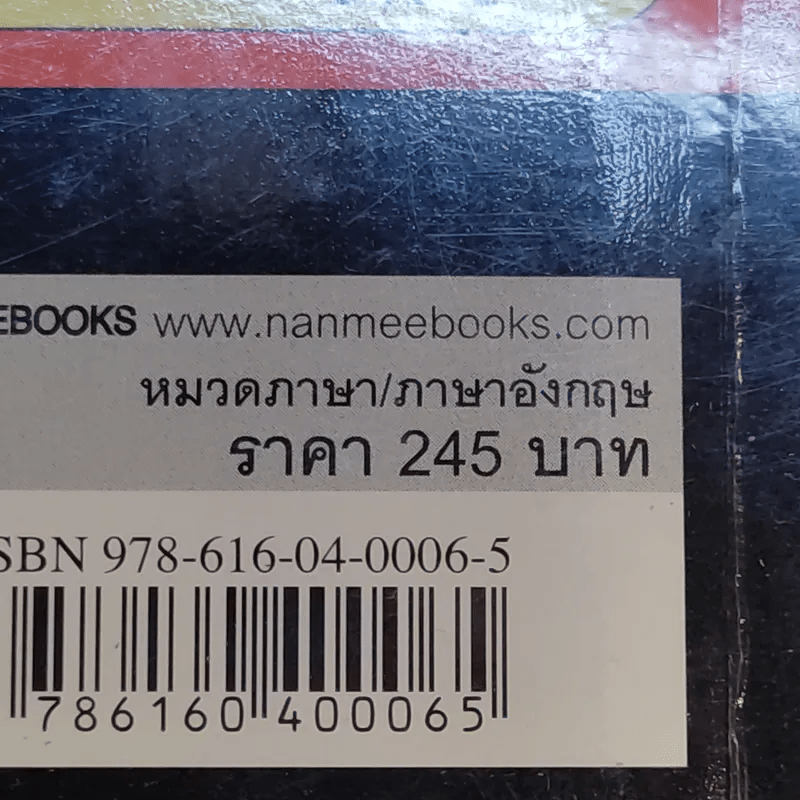 EBOOKS www.nanmeebooks.com
หมวดภาษา/ภาษาอังกฤษ
ราคา 245 บาท
SBN 978-616-04-0006-5
786160 400065